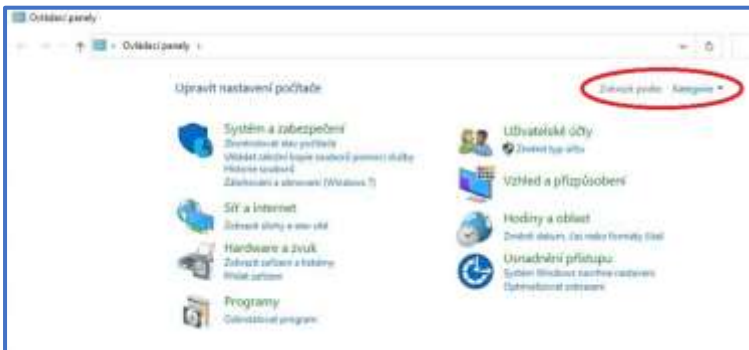 Ovládací panely
Ovládací panely
Upravit nastavení počítače
Zobrazit podle: Kategorie
Systém a zabezpečení
Zkontrolovat stav počítače
Ukládat záložní kopie souborů pomocí služby
Historie souborů
Zálohování a obnovení (Windows 7)
Síť a internet
Zobrazit úlohy a stav sítě
Hardware a zvuk
Zobrazit zařízení a tiskárny
Přidat zařízení
Programy
Odinstalovat program
Uživatelské účty
Změnit typ účtu
Vzhled a přizpůsobení
Hodiny a oblast
Změnit datum, čas nebo formáty čísel
Usnadnění přístupu
Systém Windows navrhne nastavení
Optimalizovat zobrazení